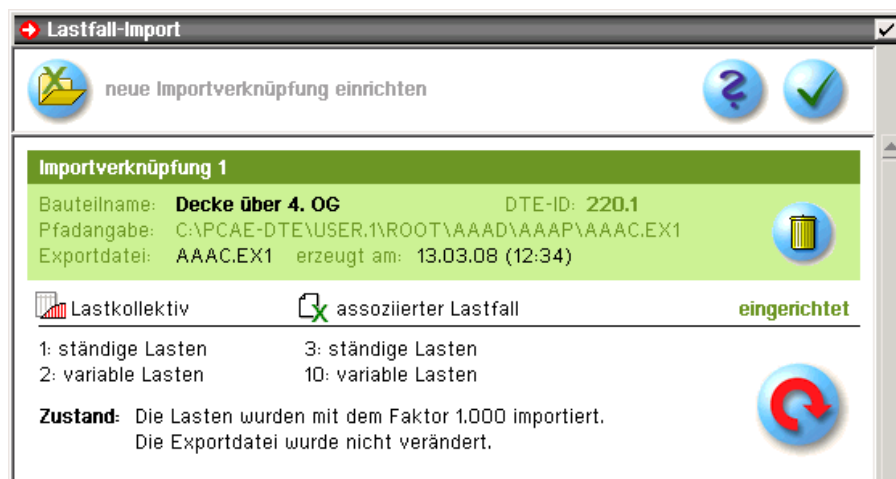 Lastfall-Import
neue Importverknüpfung einrichten
Importverknüpfung 1
Bauteilname: Decke über 4. OG DTE-ID: 220.1
Pfadangabe: C:\PCAE-DTE\USER.1\ROOT\AAAD\AAAP\AAAC.EX1
Exportdatei: AAAC.EX1 erzeugt am: 13.03.08 (12:34)
Lastkollektiv assoziierter Lastfall eingerichtet
1: ständige Lasten 3: ständige Lasten
2: variable Lasten 10: variable Lasten
Zustand: Die Lasten wurden mit dem Faktor 1.000 importiert.
Die Exportdatei wurde nicht verändert.